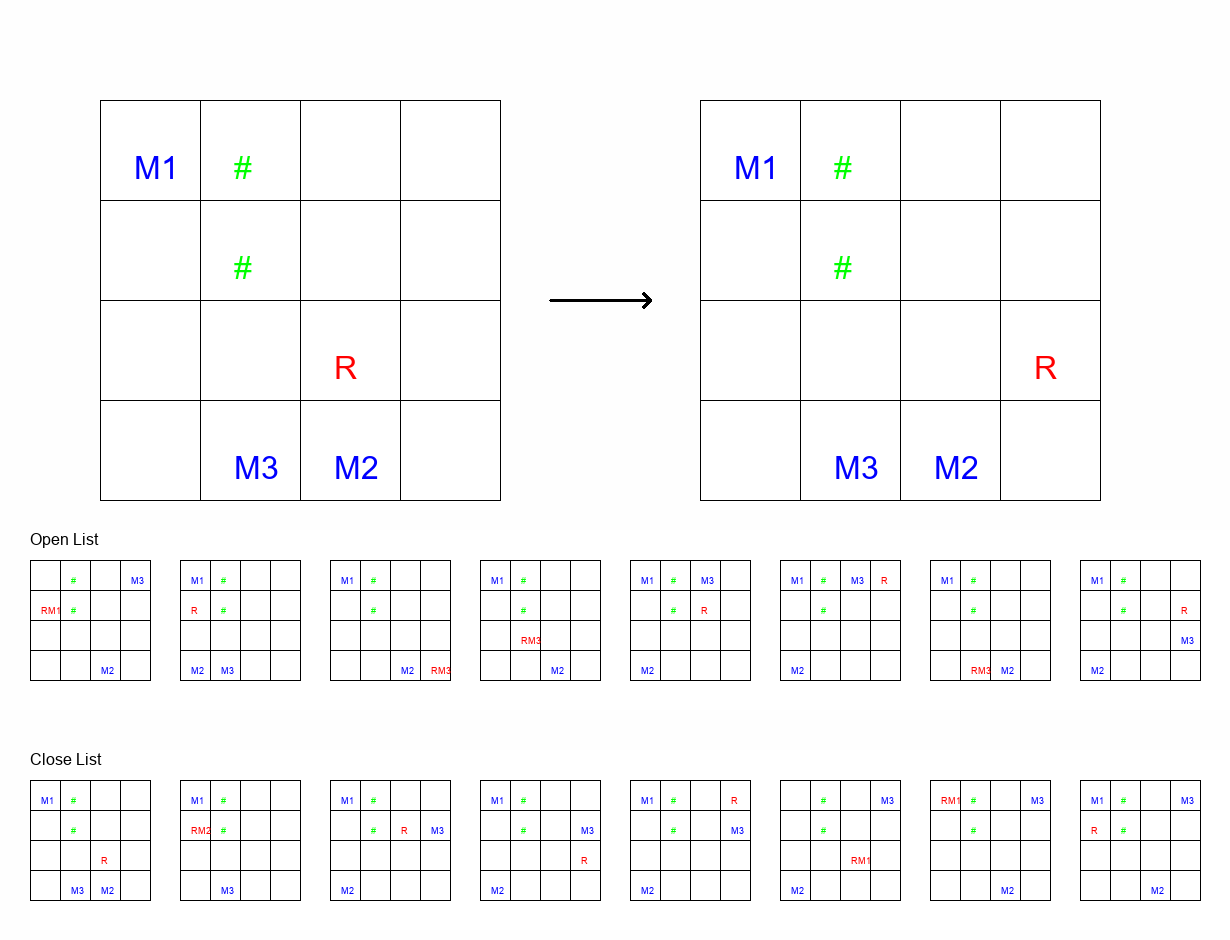 M1 # M1 #
# #
R R
M3 M2 M3 M2
Open List
# M3 M1 # M1 # M1 # M1 # M3 M1 # M3 R M1 # M1 #
RM1 # R # # # # R # # # R
RM3 M3
M2 M2 M3 M2 RM3 M2 M2 M2 RM3 M2 M2
Close List
M1 # M1 # M1 # M1 # M1 # R # M3 RM1 # M3 M1 # M3
# RM2 # # R M3 # M3 # M3 # # R #
R R RM1
M3 M2 M3 M2 M2 M2 M2 M2 M2